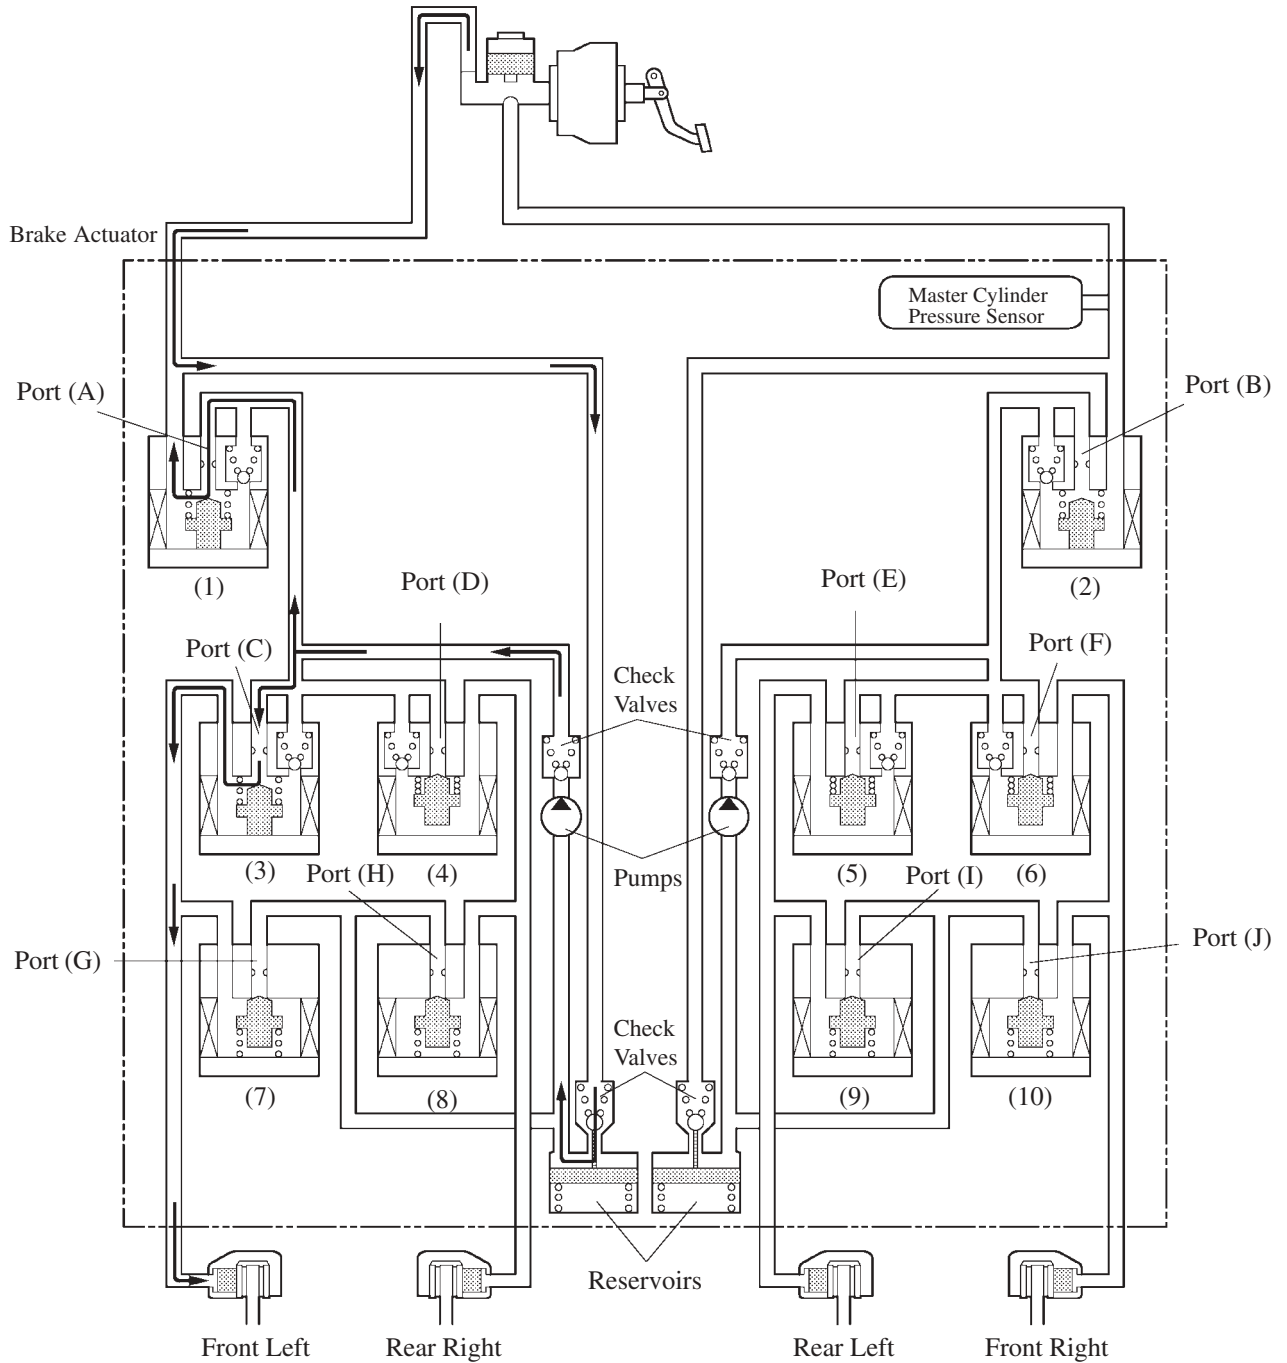 Brake Actuator
Master Cylinder
Pressure Sensor
Port (A)
Port (B)
(1)
(2)
Port (D)
Port (E)
Port (C)
Port (F)
Check
Valves
(3)
(4)
(5)
(6)
Port (H)
Pumps
Port (I)
Port (G)
Port (J)
Check
Valves
(7)
(8)
(9)
(10)
Reservoirs
Front Left
Rear Right
Rear Left
Front Right